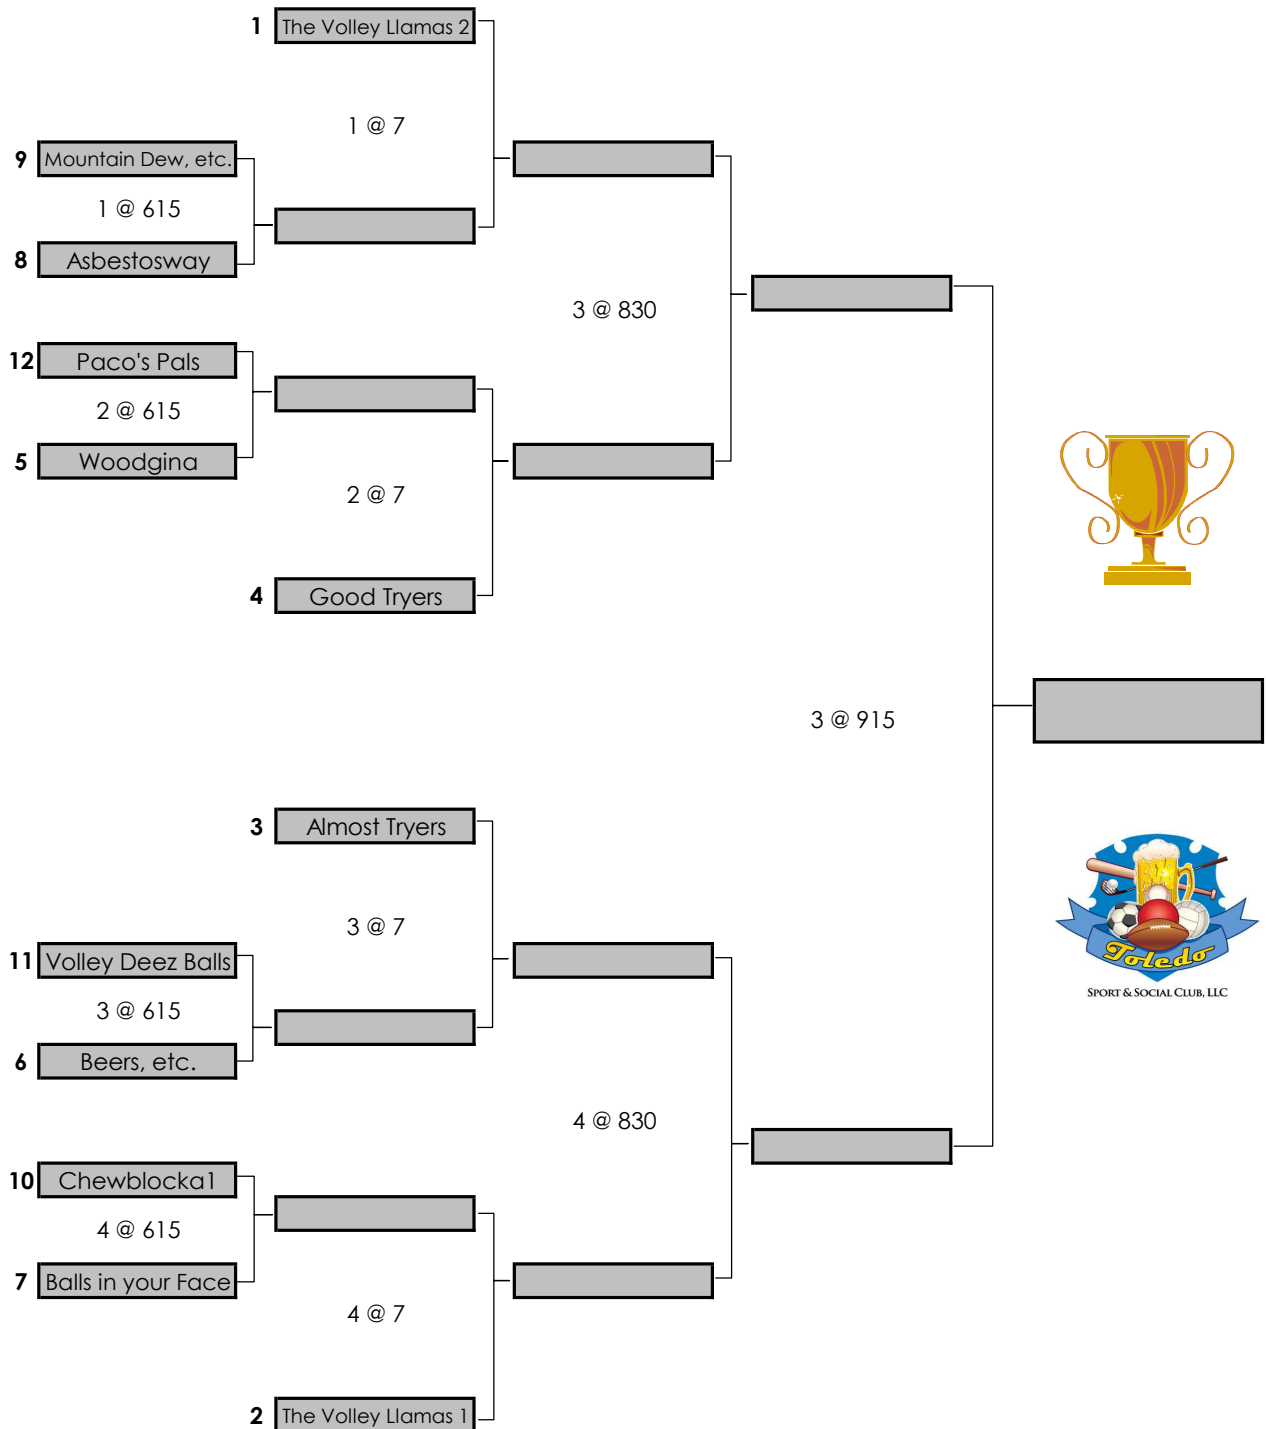 1 The Volley Llamas 2
1 @ 7
9 Mountain Dew, etc.
1 @ 615
8 Asbestosway
3 @ 830
12 Paco's Pals
2 @ 615
5 Woodgina
2 @ 7
4 Good Tryers
3 @ 915
3 Almost Tryers
3 @ 7
11 Volley Deez Balls
3 @ 615
6 Beers, etc.
Toledo
SPORT & SOCIAL CLUB, LLC
4 @ 830
10 Chewblocka1
4 @ 615
7 Balls in your Face
4 @ 7
2 The Volley Llamas 1